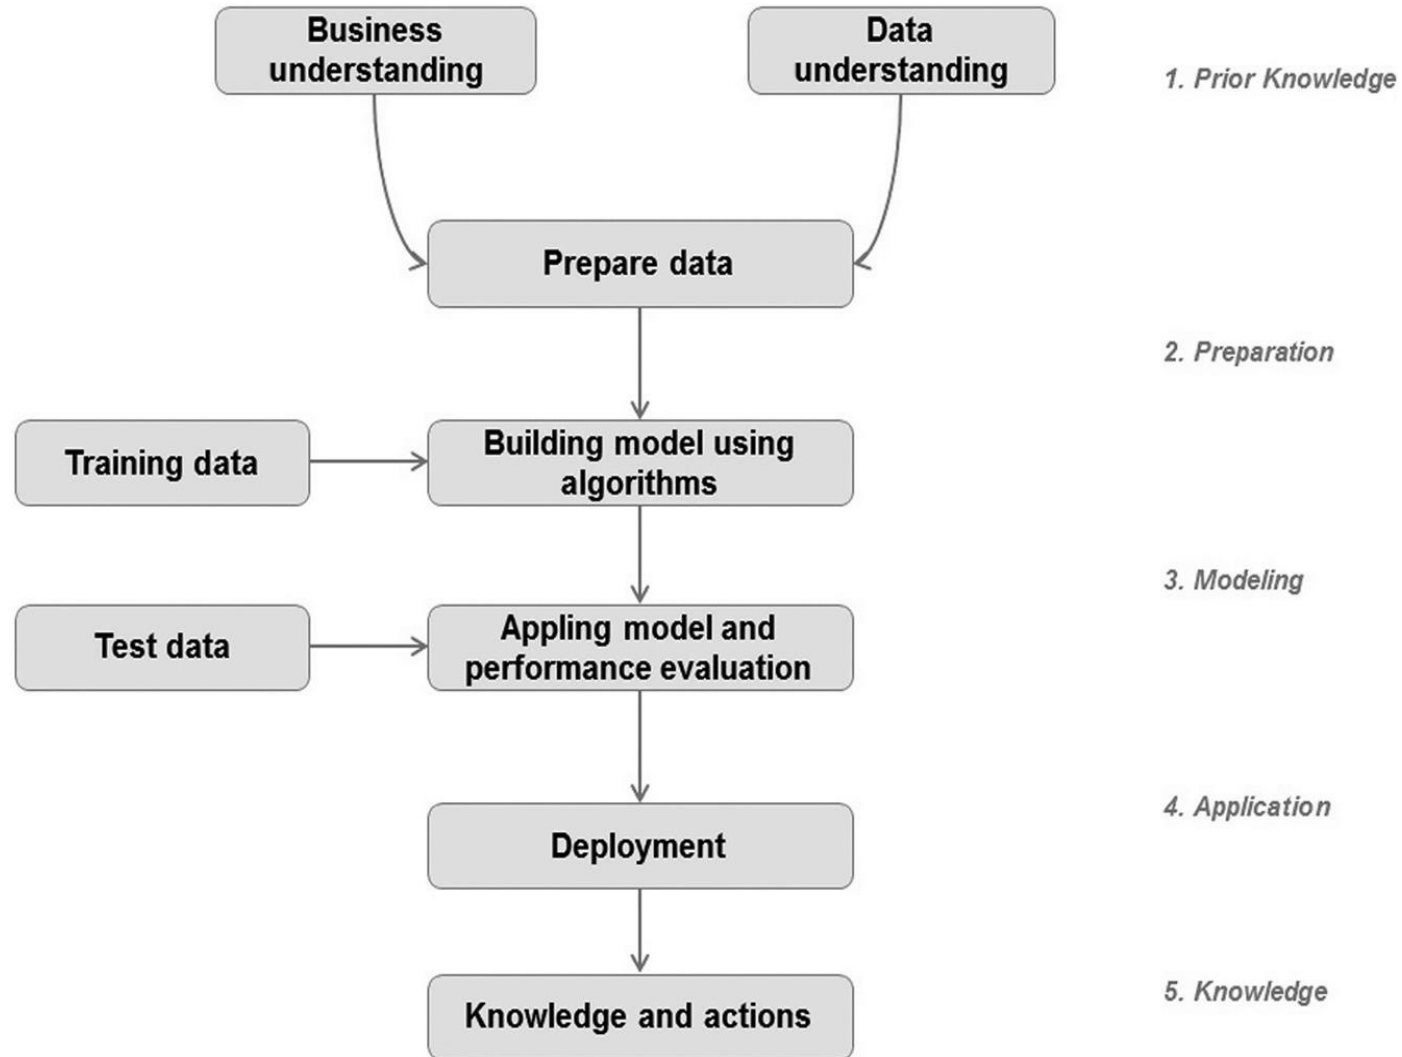 Business
understanding
Data
understanding
1. Prior Knowledge
Prepare data
2. Preparation
Training data
Building model using
algorithms
3. Modeling
Test data
Appling model and
performance evaluation
4. Application
Deployment
5. Knowledge
Knowledge and actions